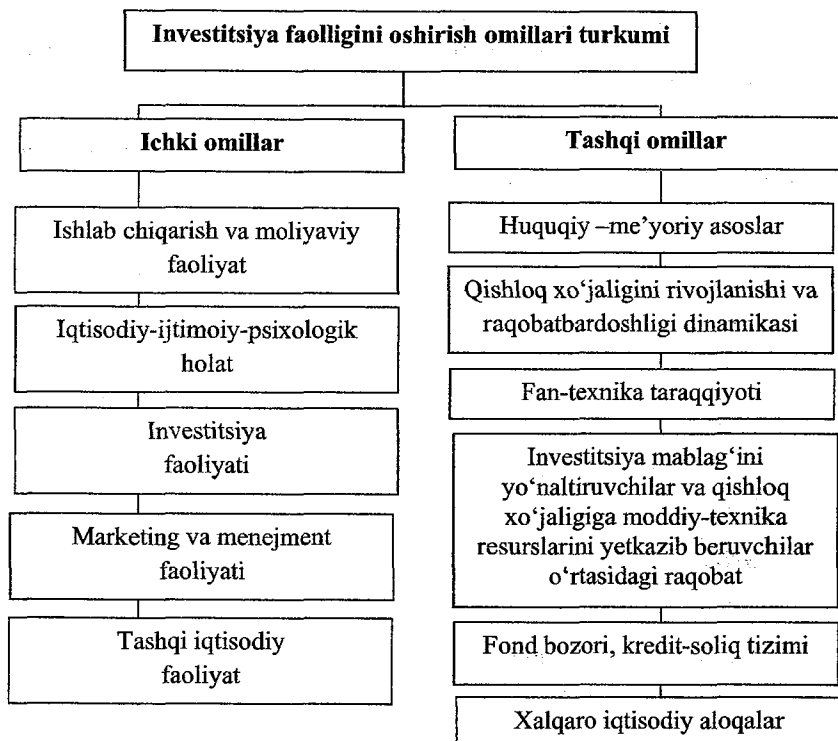 Investitsiya faolligini oshirish omillari turkumi
Ichki omillar
Ishlab chiqarish va moliyaviy
faoliyat
Iqtisodiy-ijtimoiy-psixologik
holat
Investitsiya
faoliyati
Marketing va menejment
faoliyati
Tashqi iqtisodiy
faoliyat
Tashqi omillar
Huquqiy –me’yoriy asoslar
Qishloq xo‘jaligini rivojlanishi va
raqobatbardoshligi dinamikasi
Fan-texnika taraqqiyoti
Investitsiya mablag‘ini
yo‘naltiruvchilar va qishloq
xo‘jaligiga moddiy-texnika
resurslarini yetkazib beruvchilar
o‘rtasidagi raqobat
Fond bozori, kredit-soliq tizimi
Xalqaro iqtisodiy aloqalar